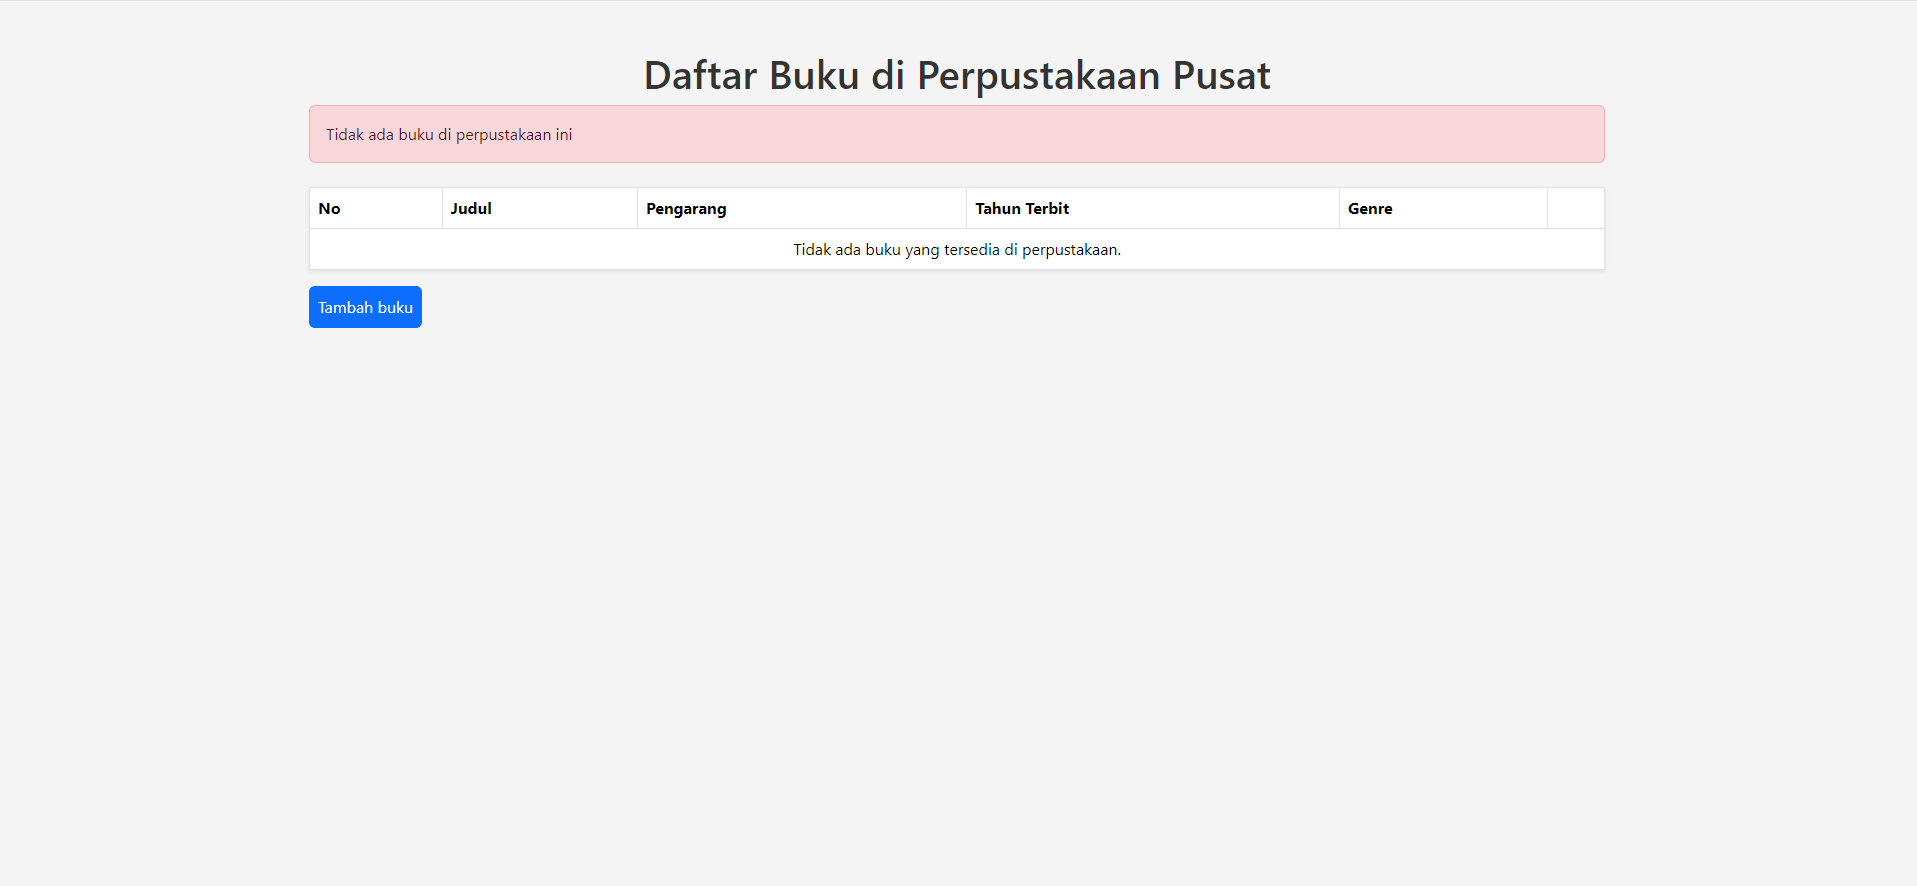 Daftar Buku di Perpustakaan Pusat
Tidak ada buku di perpustakaan ini
No Judul Pengarang Tahun Terbit Genre
Tidak ada buku yang tersedia di perpustakaan.
Tambah buku